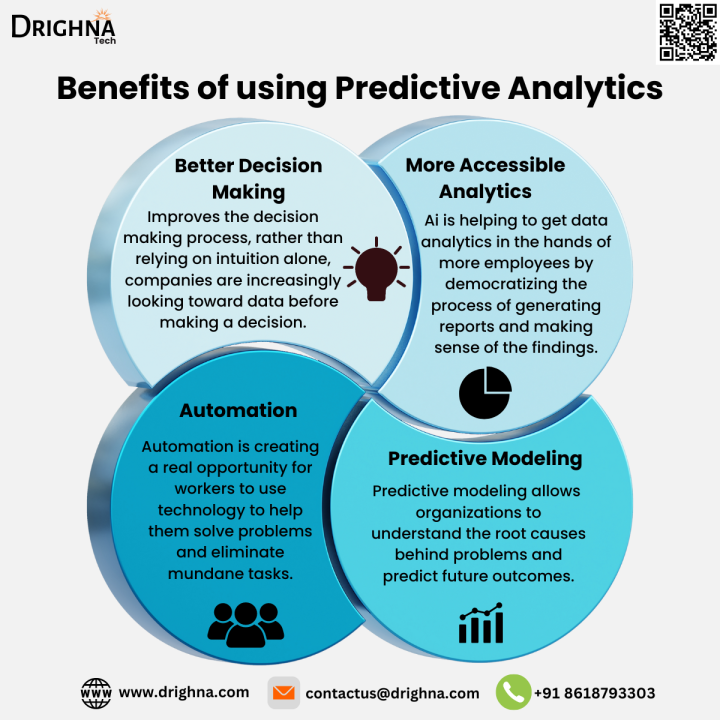 DRIGHNA
Tech
Benefits of using Predictive Analytics
Better Decision
Making
Improves the decision
making process, rather than
relying on intuition alone,
companies are increasingly
looking toward data before
making a decision.
More Accessible
Analytics
Ai is helping to get data
analytics in the hands of
more employees by
democratizing the
process of generating
reports and making
sense of the findings.
Automation
Automation is creating
a real opportunity for
workers to use
technology to help
them solve problems
and eliminate
mundane tasks.
Predictive Modeling
Predictive modeling allows
organizations to
understand the root causes
behind problems and
predict future outcomes.
www www.drighna.com contactus@drighna.com +91 8618793303